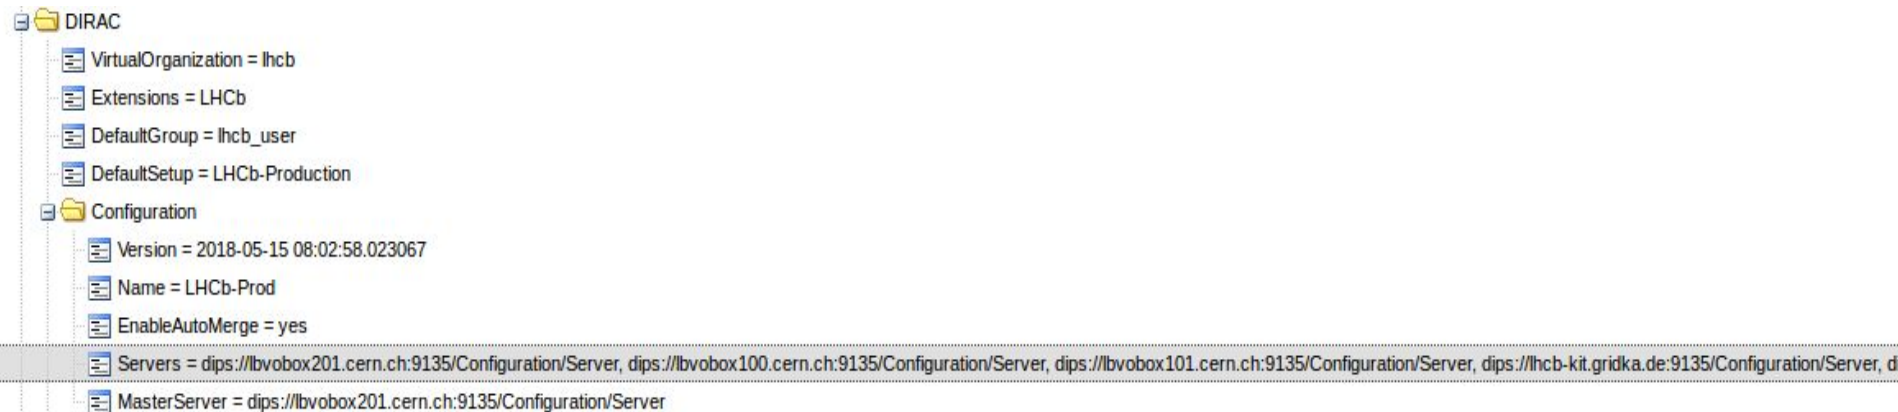 DIRAC
VirtualOrganization = lhcb
Extensions = LHCb
DefaultGroup = lhcb_user
DefaultSetup = LHCb-Production
Configuration
Version = 2018-05-15 08:02:58.023067
Name = LHCb-Prod
EnableAutoMerge = yes
Servers = dips://lbvobox201.cern.ch:9135/Configuration/Server, dips://lbvobox100.cern.ch:9135/Configuration/Server, dips://lbvobox101.cern.ch:9135/Configuration/Server, dips://lhcb-kit.gridka.de:9135/Configuration/Server,
MasterServer = dips://lbvobox201.cern.ch:9135/Configuration/Server